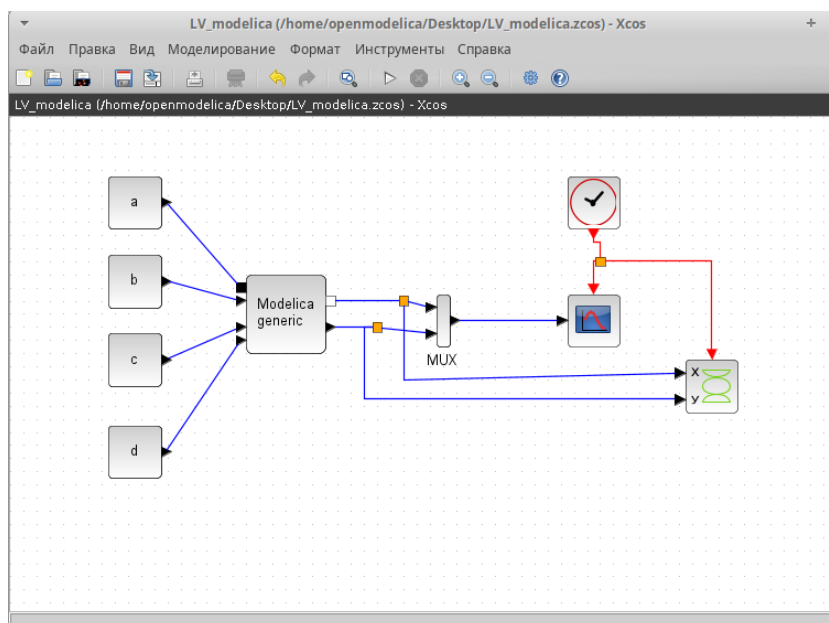 LV_modelica (/home/openmodelica/Desktop/LV_modelica.zcos) - Xcos
Файл Правка Вид Моделирование Формат Инструменты Справка
LV_modelica (/home/openmodelica/Desktop/LV_modelica.zcos) - Xcos
a
b
Modelica
generic
c
MUX
X
y
d